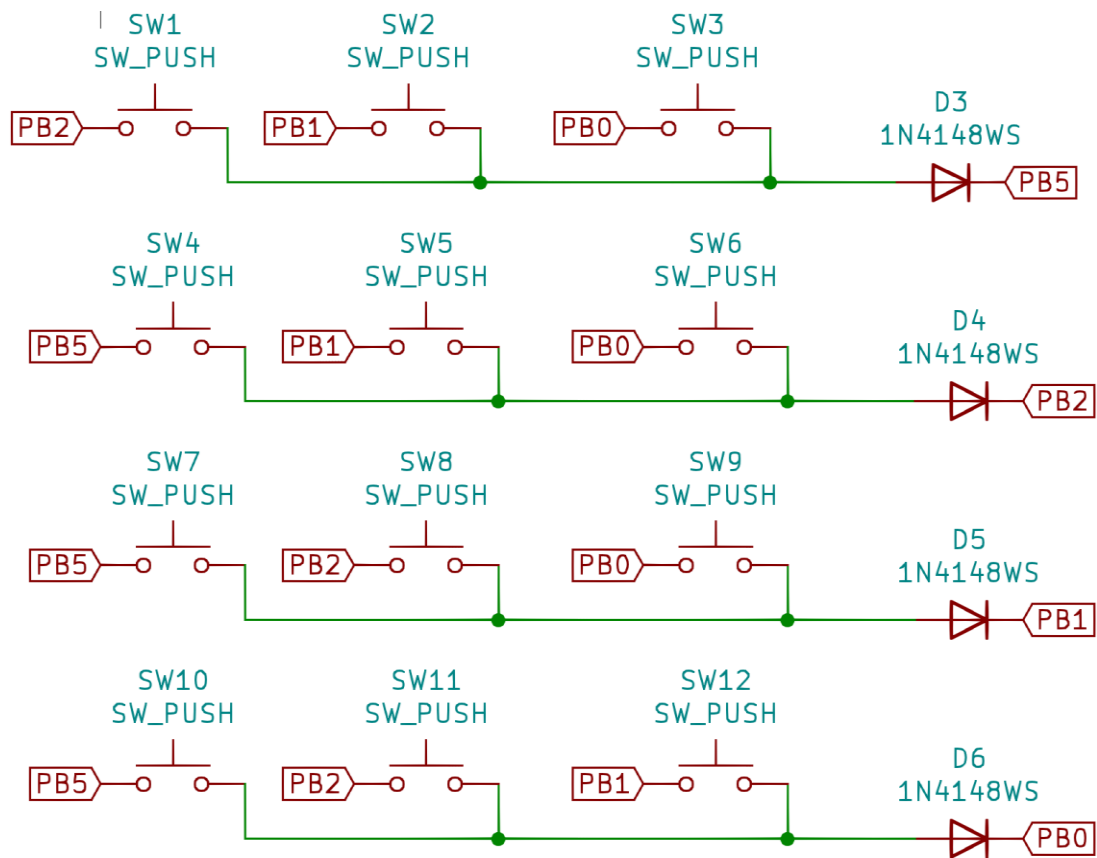 SW1 SW2 SW3
SW_PUSH SW_PUSH SW_PUSH
D3
1N4148WS
PB2 PB1 PB0
PB5
SW4 SW5 SW6
SW_PUSH SW_PUSH SW_PUSH
D4
1N4148WS
PB5 PB1 PB0
PB2
SW7 SW8 SW9
SW_PUSH SW_PUSH SW_PUSH
D5
1N4148WS
PB5 PB2 PB0
PB1
SW10 SW11 SW12
SW_PUSH SW_PUSH SW_PUSH
D6
1N4148WS
PB5 PB2 PB1
PB0